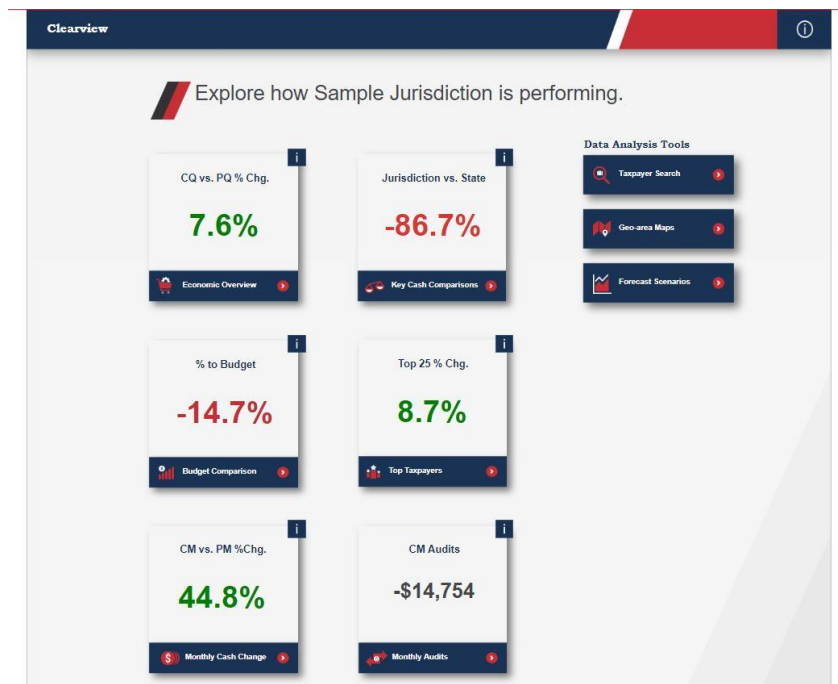 Clearview
Explore how Sample Jurisdiction is performing.
Data Analysis Tools
i
CQ vs. PQ % Chg.
7.6%
Economic Overview
i
Jurisdiction vs. State
-86.7%
Key Cash Comparisons
Taxpayer Search
Geo-area Maps
Forecast Scenarios
i
% to Budget
-14.7%
Budget Comparison
i
Top 25 % Chg.
8.7%
Top Taxpayers
i
CM vs. PM %Chg.
44.8%
$
Monthly Cash Change
i
CM Audits
-$14,754
Monthly Audits